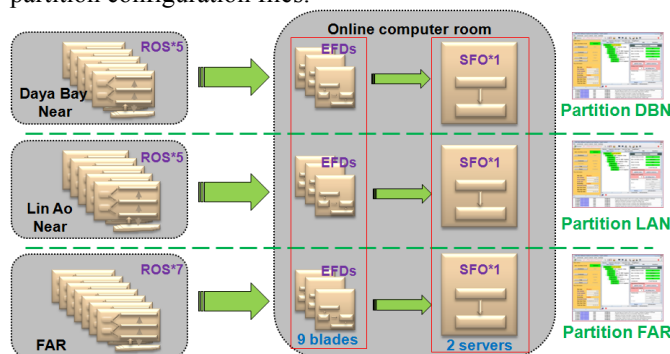 partition configuration files.
Online computer room
ROS*5
EFDs
SFO*1
Daya Bay
Near
Partition DBN
ROS*5
EFDs
SFO*1
Lin Ao
Near
Partition LAN
ROS*7
EFDs
SFO*1
FAR
9 blades
2 servers
Partition FAR